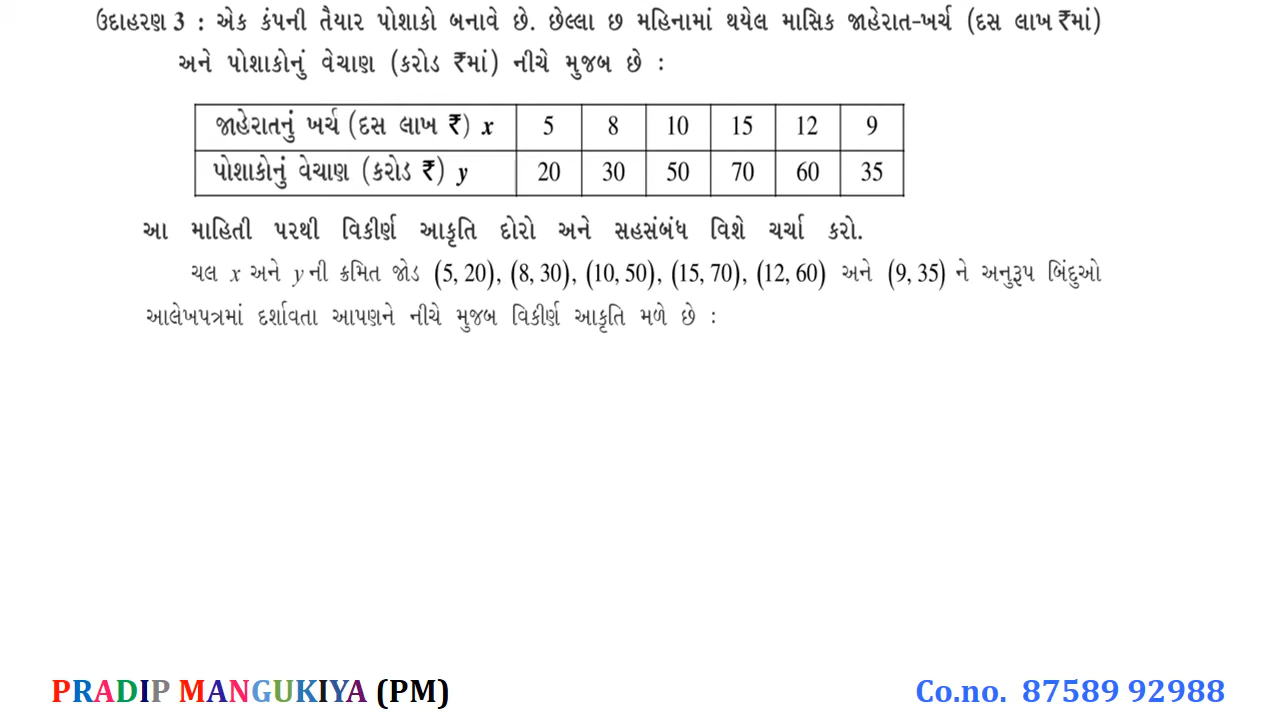 ઉદાહરણ 3 : એક કંપની તૈયાર પોશાકો બનાવે છે. છેલ્લા છ મહિનામાં થયેલ માસિક જાહેરાત-ખર્ચ (દસ લાખ ₹માં)
અને પોશાકોનું વેચાણ (કરોડ ₹માં) નીચે મુજબ છે :
જાહેરાતનું ખર્ચ (દસ લાખ ₹) x 5 8 10 15 12 9
પોશાકોનું વેચાણ (કરોડ ₹) y 20 30 50 70 60 35
આ માહિતી પરથી વિકીર્ણ આકૃતિ દોરો અને સહસંબંધ વિશે ચર્ચા કરો.
ચલ x અને y ની ક્રમિત જોડ (5, 20), (8, 30), (10, 50), (15, 70), (12, 60) અને (9, 35) ને અનુરૂપ બિંદુઓ
આલેખપત્રમાં દર્શાવતા આપણને નીચે મુજબ વિકીર્ણ આકૃતિ મળે છે :
PRADIP MANGUKIYA (PM)
Co.no. 87589 92988